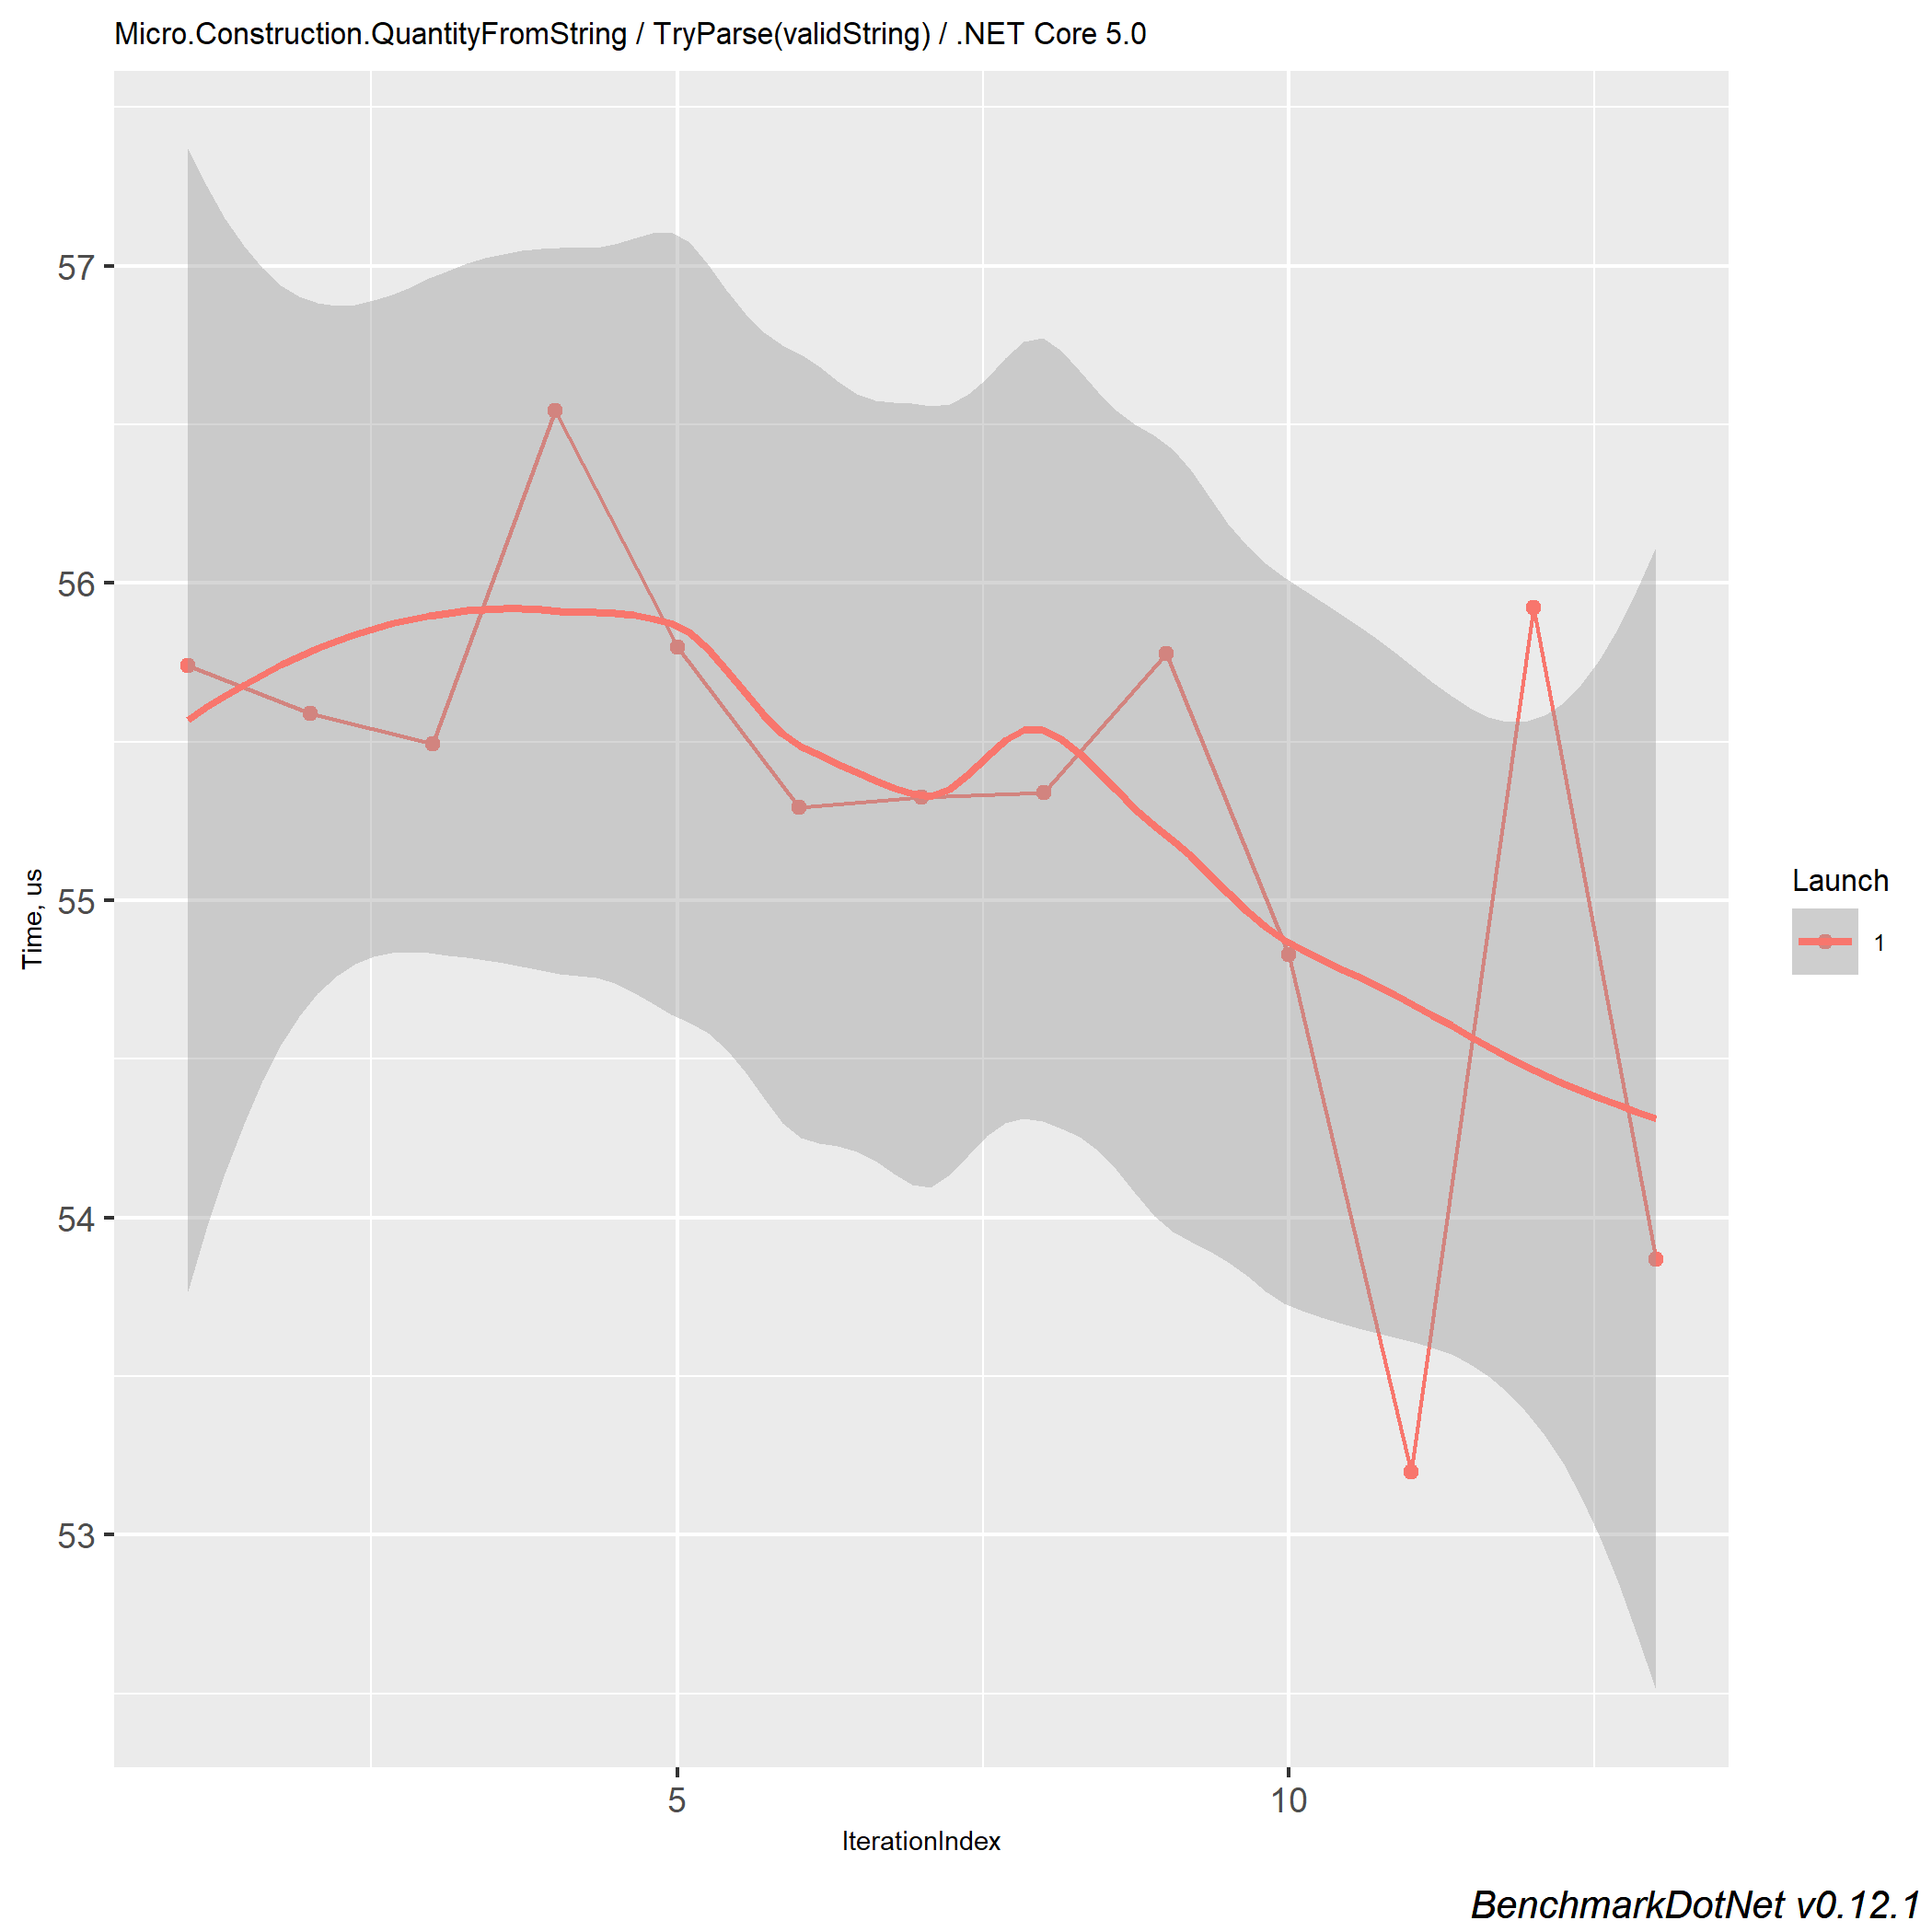 Micro.Construction.QuantityFromString / TryParse(validString) / .NET Core 5.0
57
56
55
54
53
Time, us
5
10
IterationIndex
Launch
1
BenchmarkDotNet v0.12.1